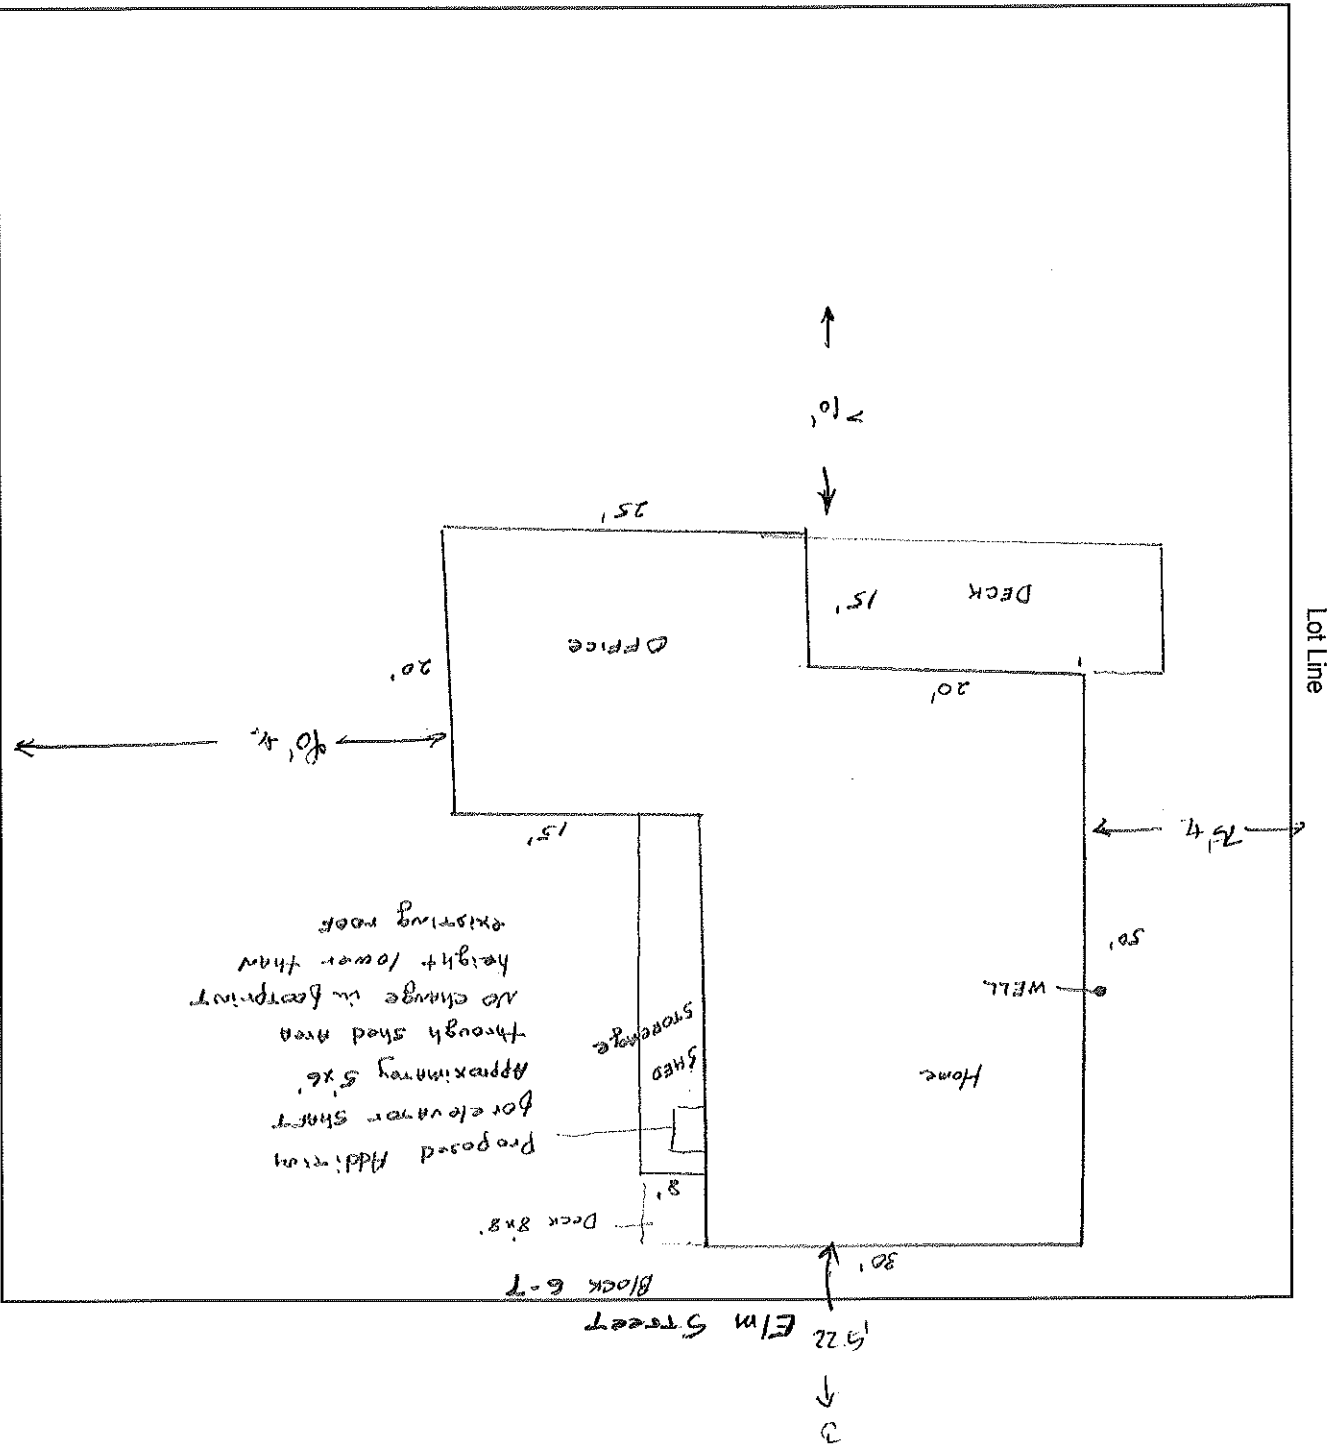 22.5'
Elm Street
Block 6-T
30'
Deck 8x8'
8'
Proposed Addition
for elevator shaft
Approximatey 5'x6'
through shed area
No change in footprint
height lower than
existing roof
Home
SHED
STOREAGE
WELL
50'
15'
20'
OFFICE
20'
DECK
15'
25'
> 10'
Lot Line